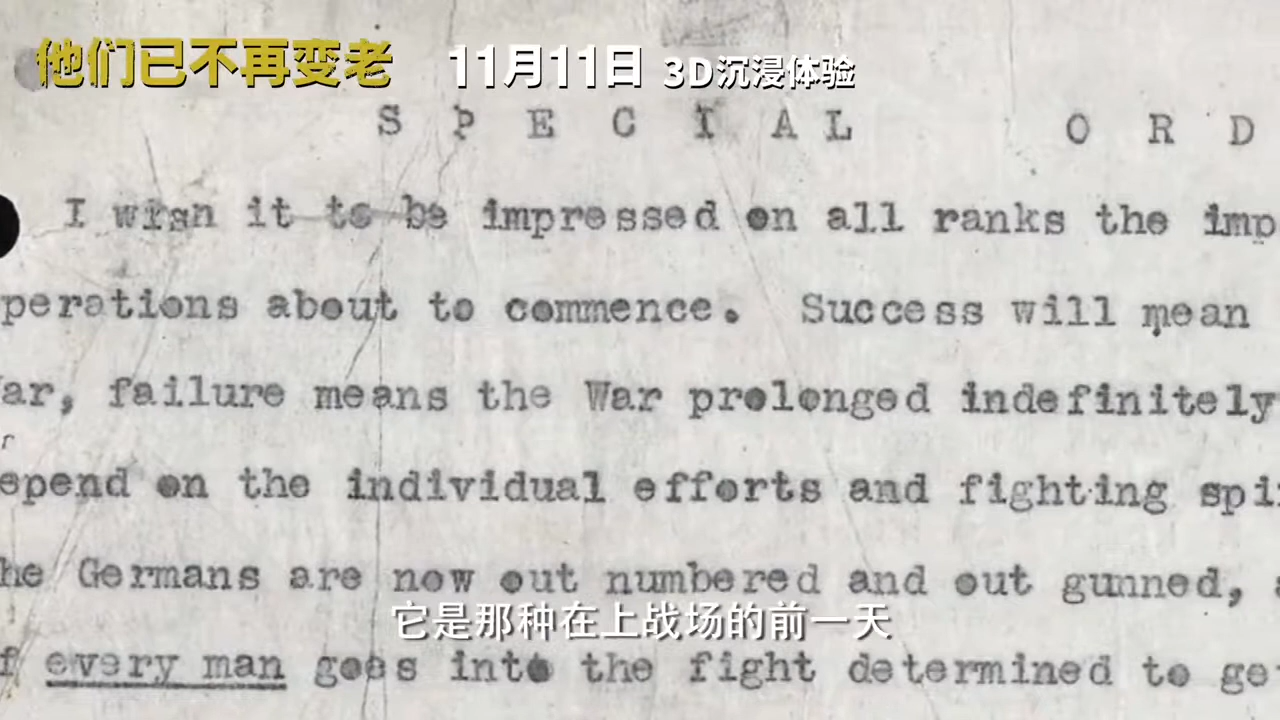 他们已不再变老 11月11日 3D沉浸体验
S P E C I A L O R D
I wish it to be impressed on all ranks the imp
perations about to commence. Success will mean
ar, failure means the War prolonged indefinitely
r
epend on the individual efforts and fighting spi
he Germans are now out numbered and out gunned,
它是那种在上战场的前一天
f every man goes into the fight determined to ge